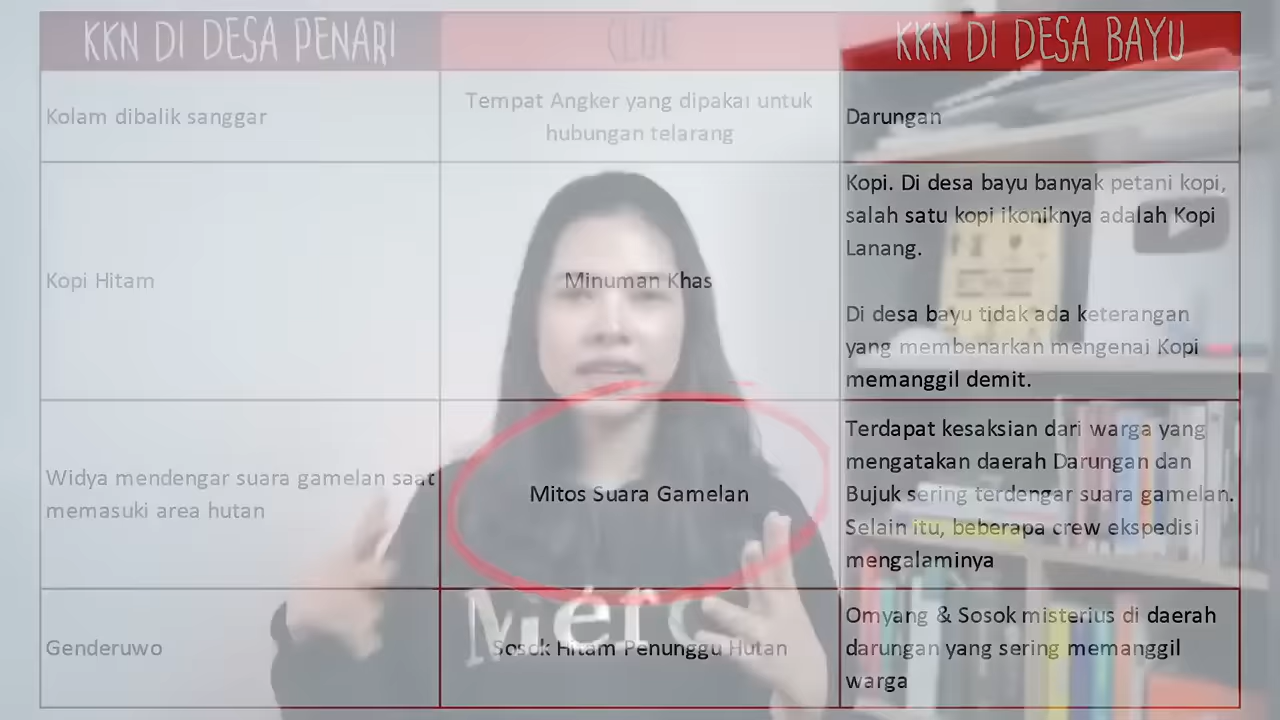 KKN DI DESA PENARI
CLUE
KKN DI DESA BAYU
Kolam dibalik sanggar
Tempat Angker yang dipakai untuk
hubungan telarang
Darungan
Kopi Hitam
Minuman Khas
Kopi. Di desa bayu banyak petani kopi,
salah satu kopi ikoniknya adalah Kopi
Lanang.
Di desa bayu tidak ada keterangan
yang membenarkan mengenai Kopi
memanggil demit.
Widya mendengar suara gamelan saat
memasuki area hutan
Mitos Suara Gamelan
Terdapat kesaksian dari warga yang
mengatakan daerah Darungan dan
Bujuk sering terdengar suara gamelan.
Selain itu, beberapa crew ekspedisi
mengalaminya
Genderuwo
Sosok Hitam Penunggu Hutan
Omyang & Sosok misterius di daerah
darungan yang sering memanggil
warga